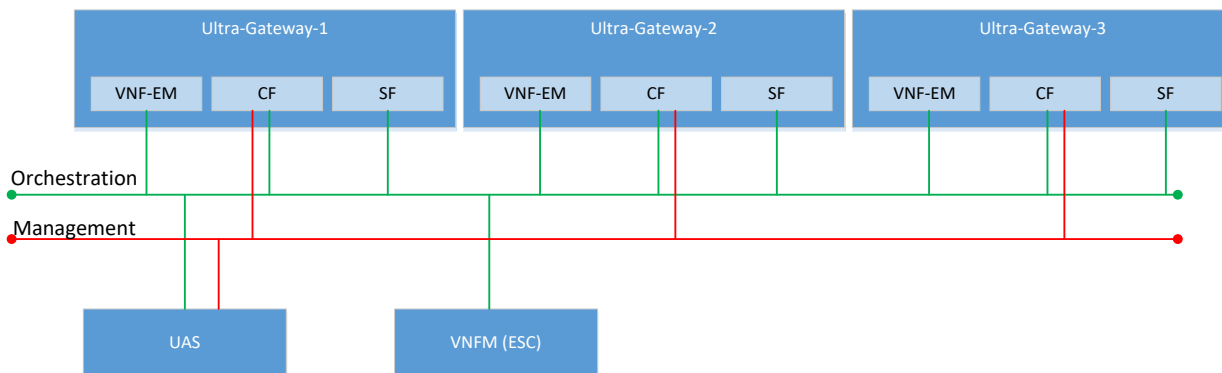 Ultra-Gateway-1
Ultra-Gateway-2
Ultra-Gateway-3
VNF-EM
CF
SF
VNF-EM
CF
SF
VNF-EM
CF
SF
Orchestration
Management
UAS
VNFM (ESC)